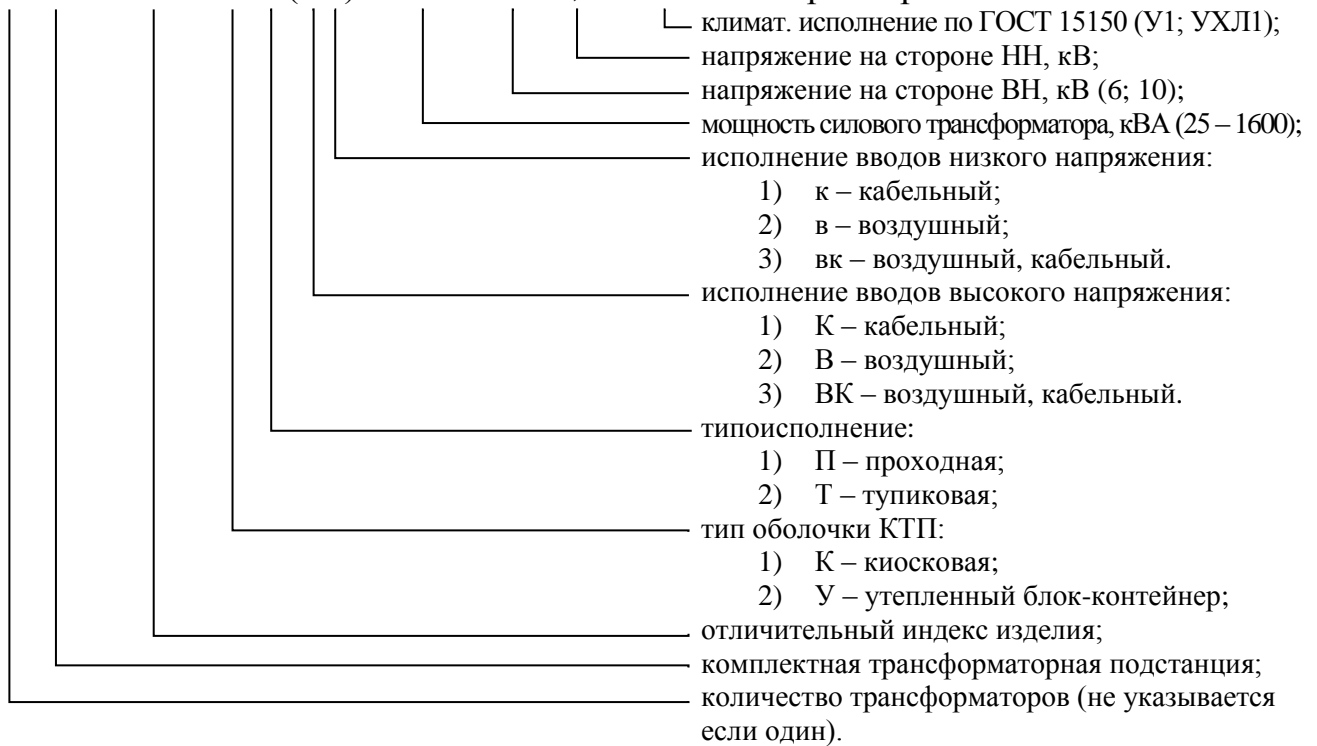 климат. исполнение по ГОСТ 15150 (У1; УХЛ1);
напряжение на стороне НН, кВ;
напряжение на стороне ВН, кВ (6; 10);
мощность силового трансформатора, кВА (25 – 1600);
исполнение вводов низкого напряжения:
1) к – кабельный;
2) в – воздушный;
3) вк – воздушный, кабельный.
исполнение вводов высокого напряжения:
1) К – кабельный;
2) В – воздушный;
3) ВК – воздушный, кабельный.
типоисполнение:
1) П – проходная;
2) Т – тупиковая;
тип оболочки КТП:
1) К – киосковая;
2) У – утепленный блок-контейнер;
отличительный индекс изделия;
комплектная трансформаторная подстанция;
количество трансформаторов (не указывается
если один).